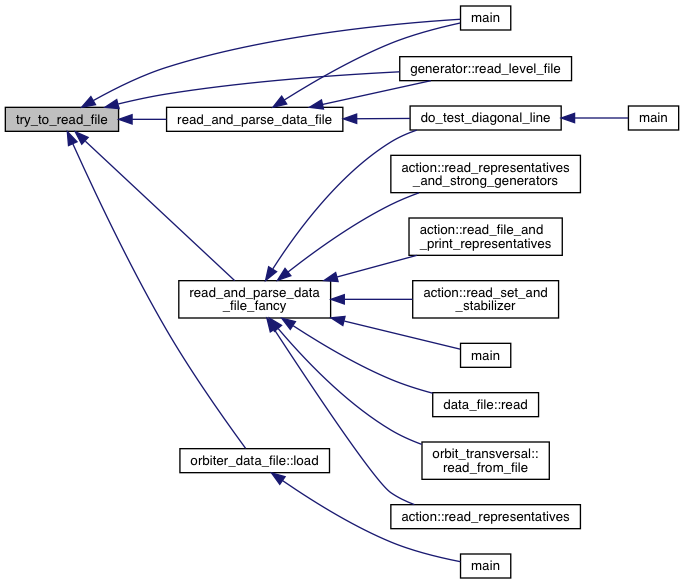 main
generator::read_level_file
try_to_read_file
read_and_parse_data_file
do_test_diagonal_line
main
action::read_representatives
_and_strong_generators
action::read_file_and
_print_representatives
read_and_parse_data
_file_fancy
action::read_set_and
_stabilizer
main
data_file::read
orbiter_data_file::load
orbit_transversal::
read_from_file
action::read_representatives
main